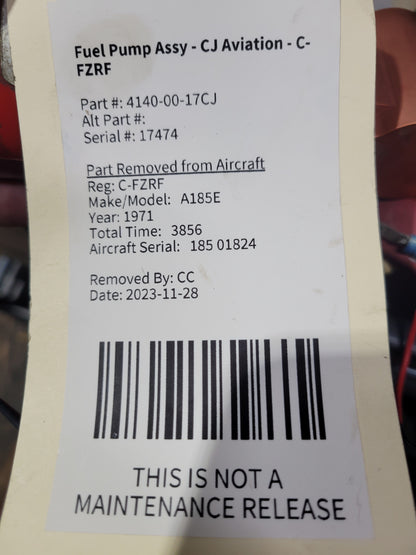 Fuel Pump Assy - CJ Aviation - C-
FZRF
Part #: 4140-00-17CJ
Alt Part #:
Serial #: 17474
Part Removed from Aircraft
Reg: C-FZRF
Make/Model: A185E
Year: 1971
Total Time: 3856
Aircraft Serial: 185 01824
Removed By: CC
Date: 2023-11-28
THIS IS NOT A
MAINTENANCE RELEASE